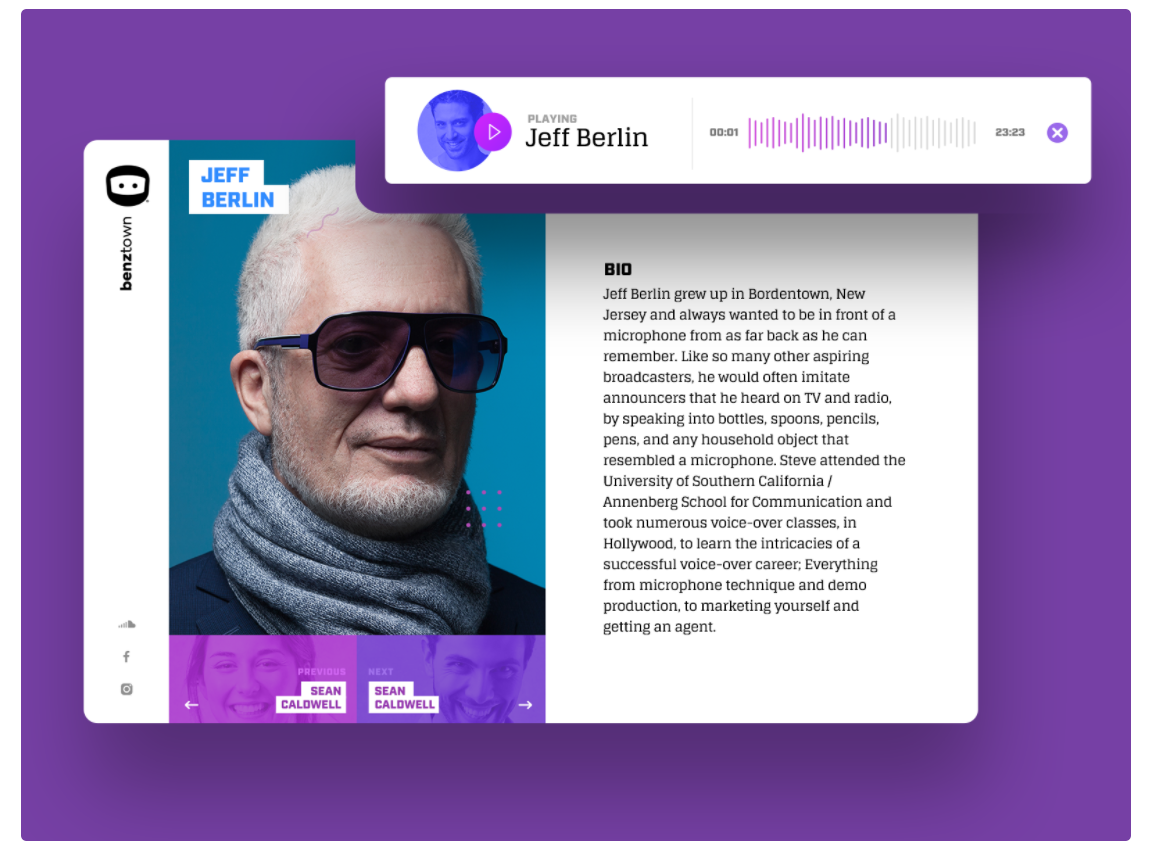 PLAYING
Jeff Berlin
00:01
23:23
benztown
JEFF
BERLIN
BIO
Jeff Berlin grew up in Bordentown, New
Jersey and always wanted to be in front of a
microphone from as far back as he can
remember. Like so many other aspiring
broadcasters, he would often imitate
announcers that he heard on TV and radio,
by speaking into bottles, spoons, pencils,
pens, and any household object that
resembled a microphone. Steve attended the
University of Southern California /
Annenberg School for Communication and
took numerous voice-over classes, in
Hollywood, to learn the intricacies of a
successful voice-over career; Everything
from microphone technique and demo
production, to marketing yourself and
getting an agent.
PREVIOUS
SEAN
CALDWELL
NEXT
SEAN
CALDWELL